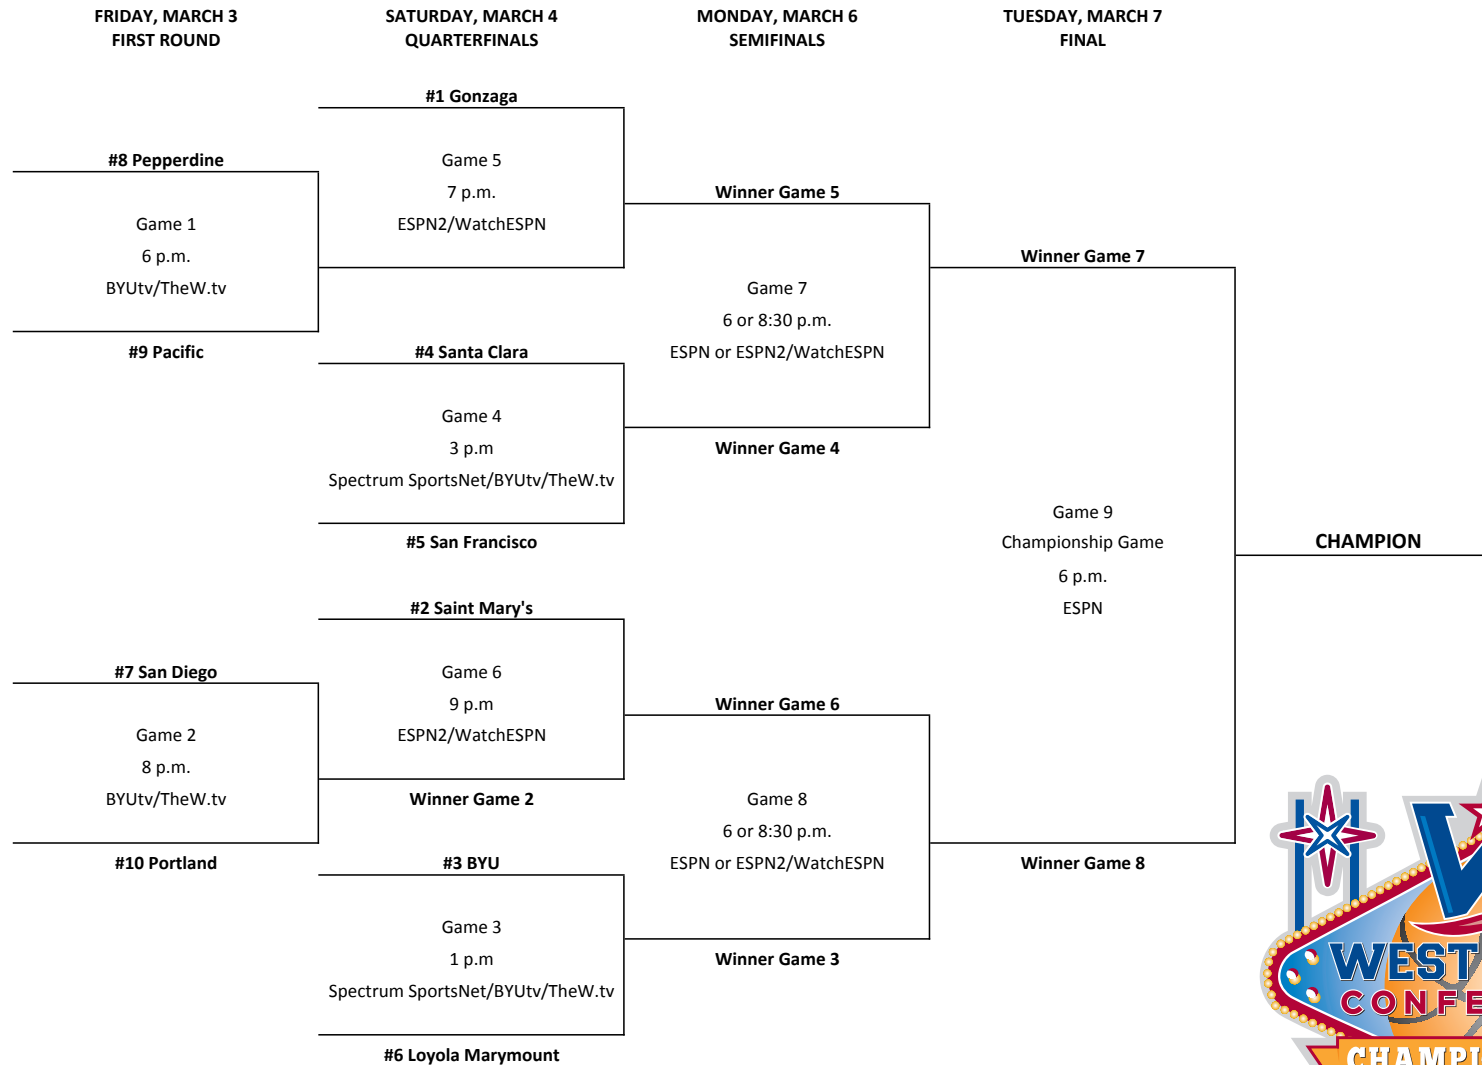 FRIDAY, MARCH 3
FIRST ROUND
SATURDAY, MARCH 4
QUARTERFINALS
MONDAY, MARCH 6
SEMIFINALS
TUESDAY, MARCH 7
FINAL
#1 Gonzaga
#8 Pepperdine
Game 5
7 p.m.
ESPN2/WatchESPN
Winner Game 5
Game 1
6 p.m.
BYUtv/TheW.tv
Winner Game 7
Game 7
6 or 8:30 p.m.
ESPN or ESPN2/WatchESPN
#9 Pacific
#4 Santa Clara
Game 4
3 p.m
Spectrum SportsNet/BYUtv/TheW.tv
Winner Game 4
#5 San Francisco
Game 9
Championship Game
6 p.m.
ESPN
CHAMPION
#2 Saint Mary's
#7 San Diego
Game 6
9 p.m
ESPN2/WatchESPN
Winner Game 6
Game 2
8 p.m.
BYUtv/TheW.tv
Winner Game 2
Game 8
6 or 8:30 p.m.
ESPN or ESPN2/WatchESPN
#10 Portland
#3 BYU
Winner Game 8
Game 3
1 p.m
Spectrum SportsNet/BYUtv/TheW.tv
Winner Game 3
#6 Loyola Marymount
W
WEST
CONFE
CHAMPI